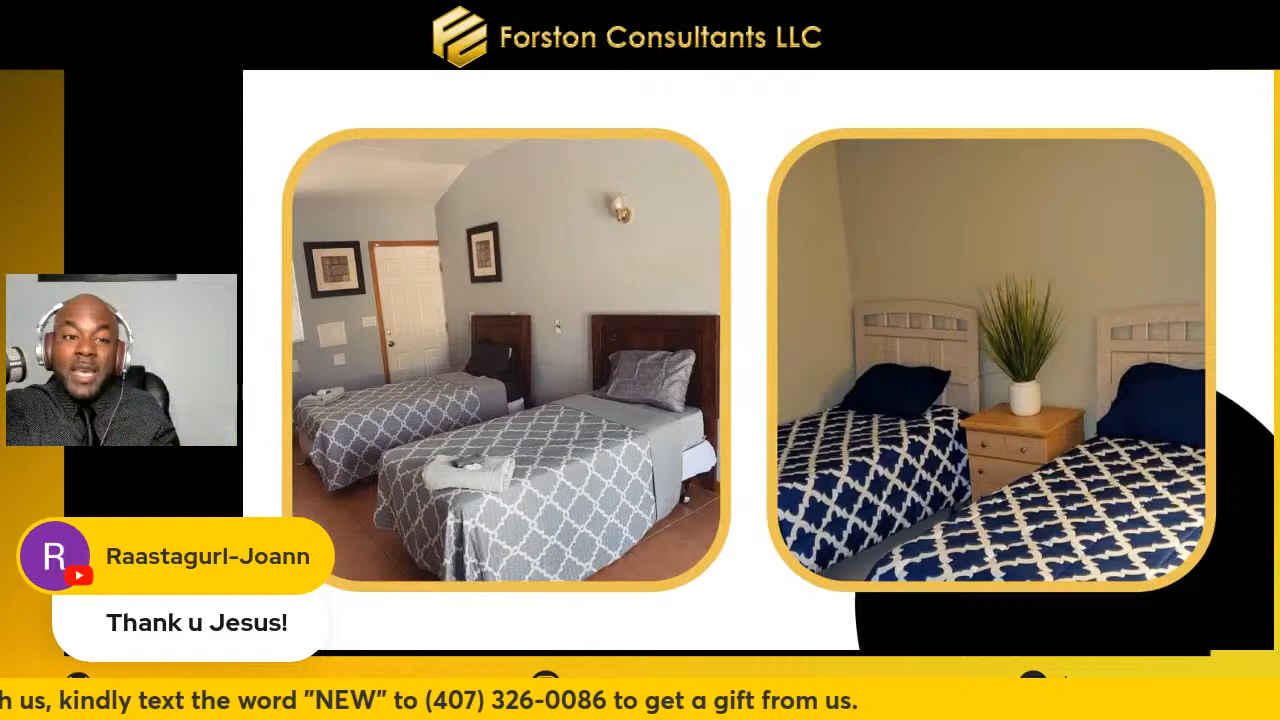 Forston Consultants LLC
R
Raastagurl-Joann
Thank u Jesus!
h us, kindly text the word "NEW" to (407) 326-0086 to get a gift from us.